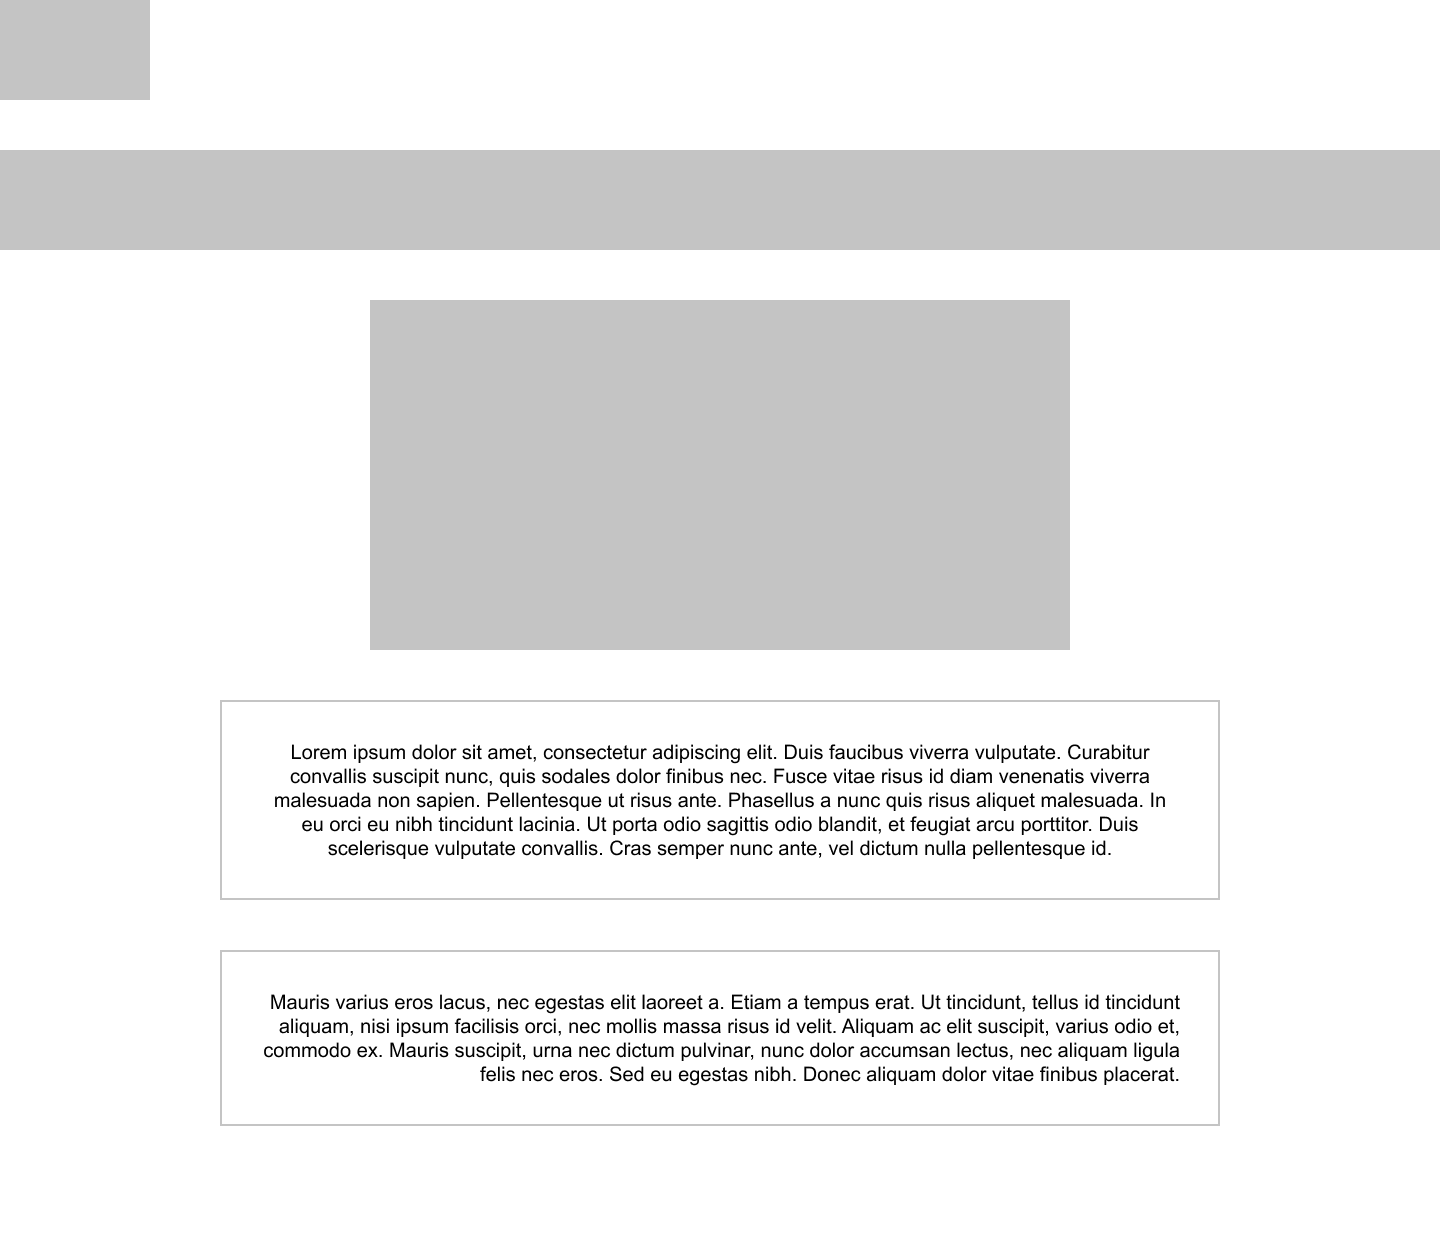 Lorem ipsum dolor sit amet, consectetur adipiscing elit. Duis faucibus viverra vulputate. Curabitur
convallis suscipit nunc, quis sodales dolor finibus nec. Fusce vitae risus id diam venenatis viverra
malesuada non sapien. Pellentesque ut risus ante. Phasellus a nunc quis risus aliquet malesuada. In
eu orci eu nibh tincidunt lacinia. Ut porta odio sagittis odio blandit, et feugiat arcu porttitor. Duis
scelerisque vulputate convallis. Cras semper nunc ante, vel dictum nulla pellentesque id.
Mauris varius eros lacus, nec egestas elit laoreet a. Etiam a tempus erat. Ut tincidunt, tellus id tincidunt
aliquam, nisi ipsum facilisis orci, nec mollis massa risus id velit. Aliquam ac elit suscipit, varius odio et,
commodo ex. Mauris suscipit, urna nec dictum pulvinar, nunc dolor accumsan lectus, nec aliquam ligula
felis nec eros. Sed eu egestas nibh. Donec aliquam dolor vitae finibus placerat.